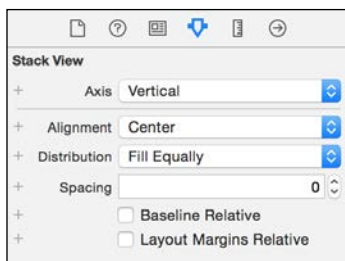 Stack View
+ Axis Vertical
+ Alignment Center
+ Distribution Fill Equally
+ Spacing 0
+ Baseline Relative
+ Layout Margins Relative